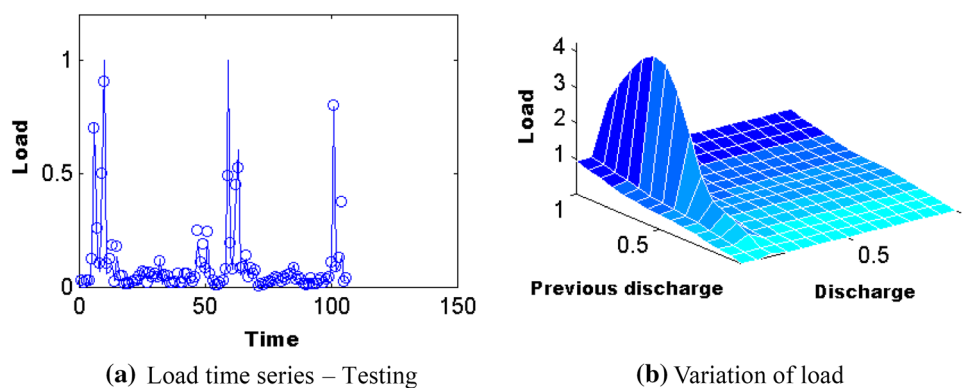 Load
1
0.5
0
0
50
100
150
Time
(a) Load time series – Testing
Load
4
3
2
1
1
0.5
0.5
Previous discharge
Discharge
(b) Variation of load